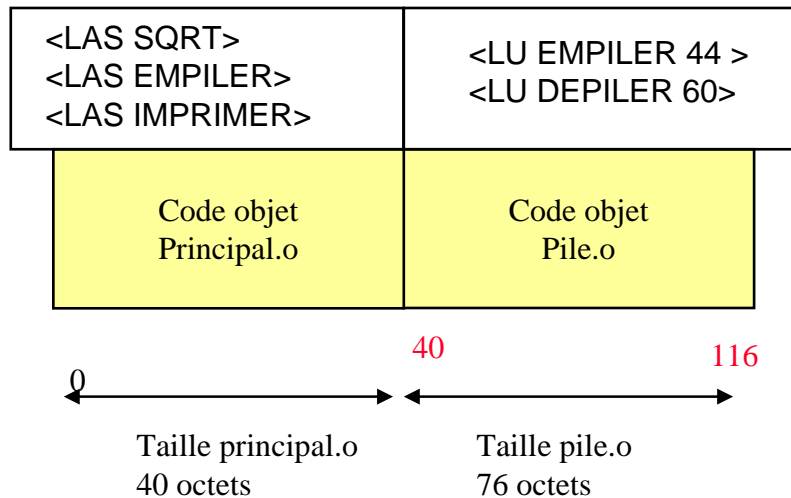 <LAS SQRT>
<LAS EMPILER>
<LAS IMPRIMER>
<LU EMPILER 44 >
<LU DEPILER 60>
Code objet
Principal.o
Code objet
Pile.o
0
40
116
Taille principal.o
40 octets
Taille pile.o
76 octets